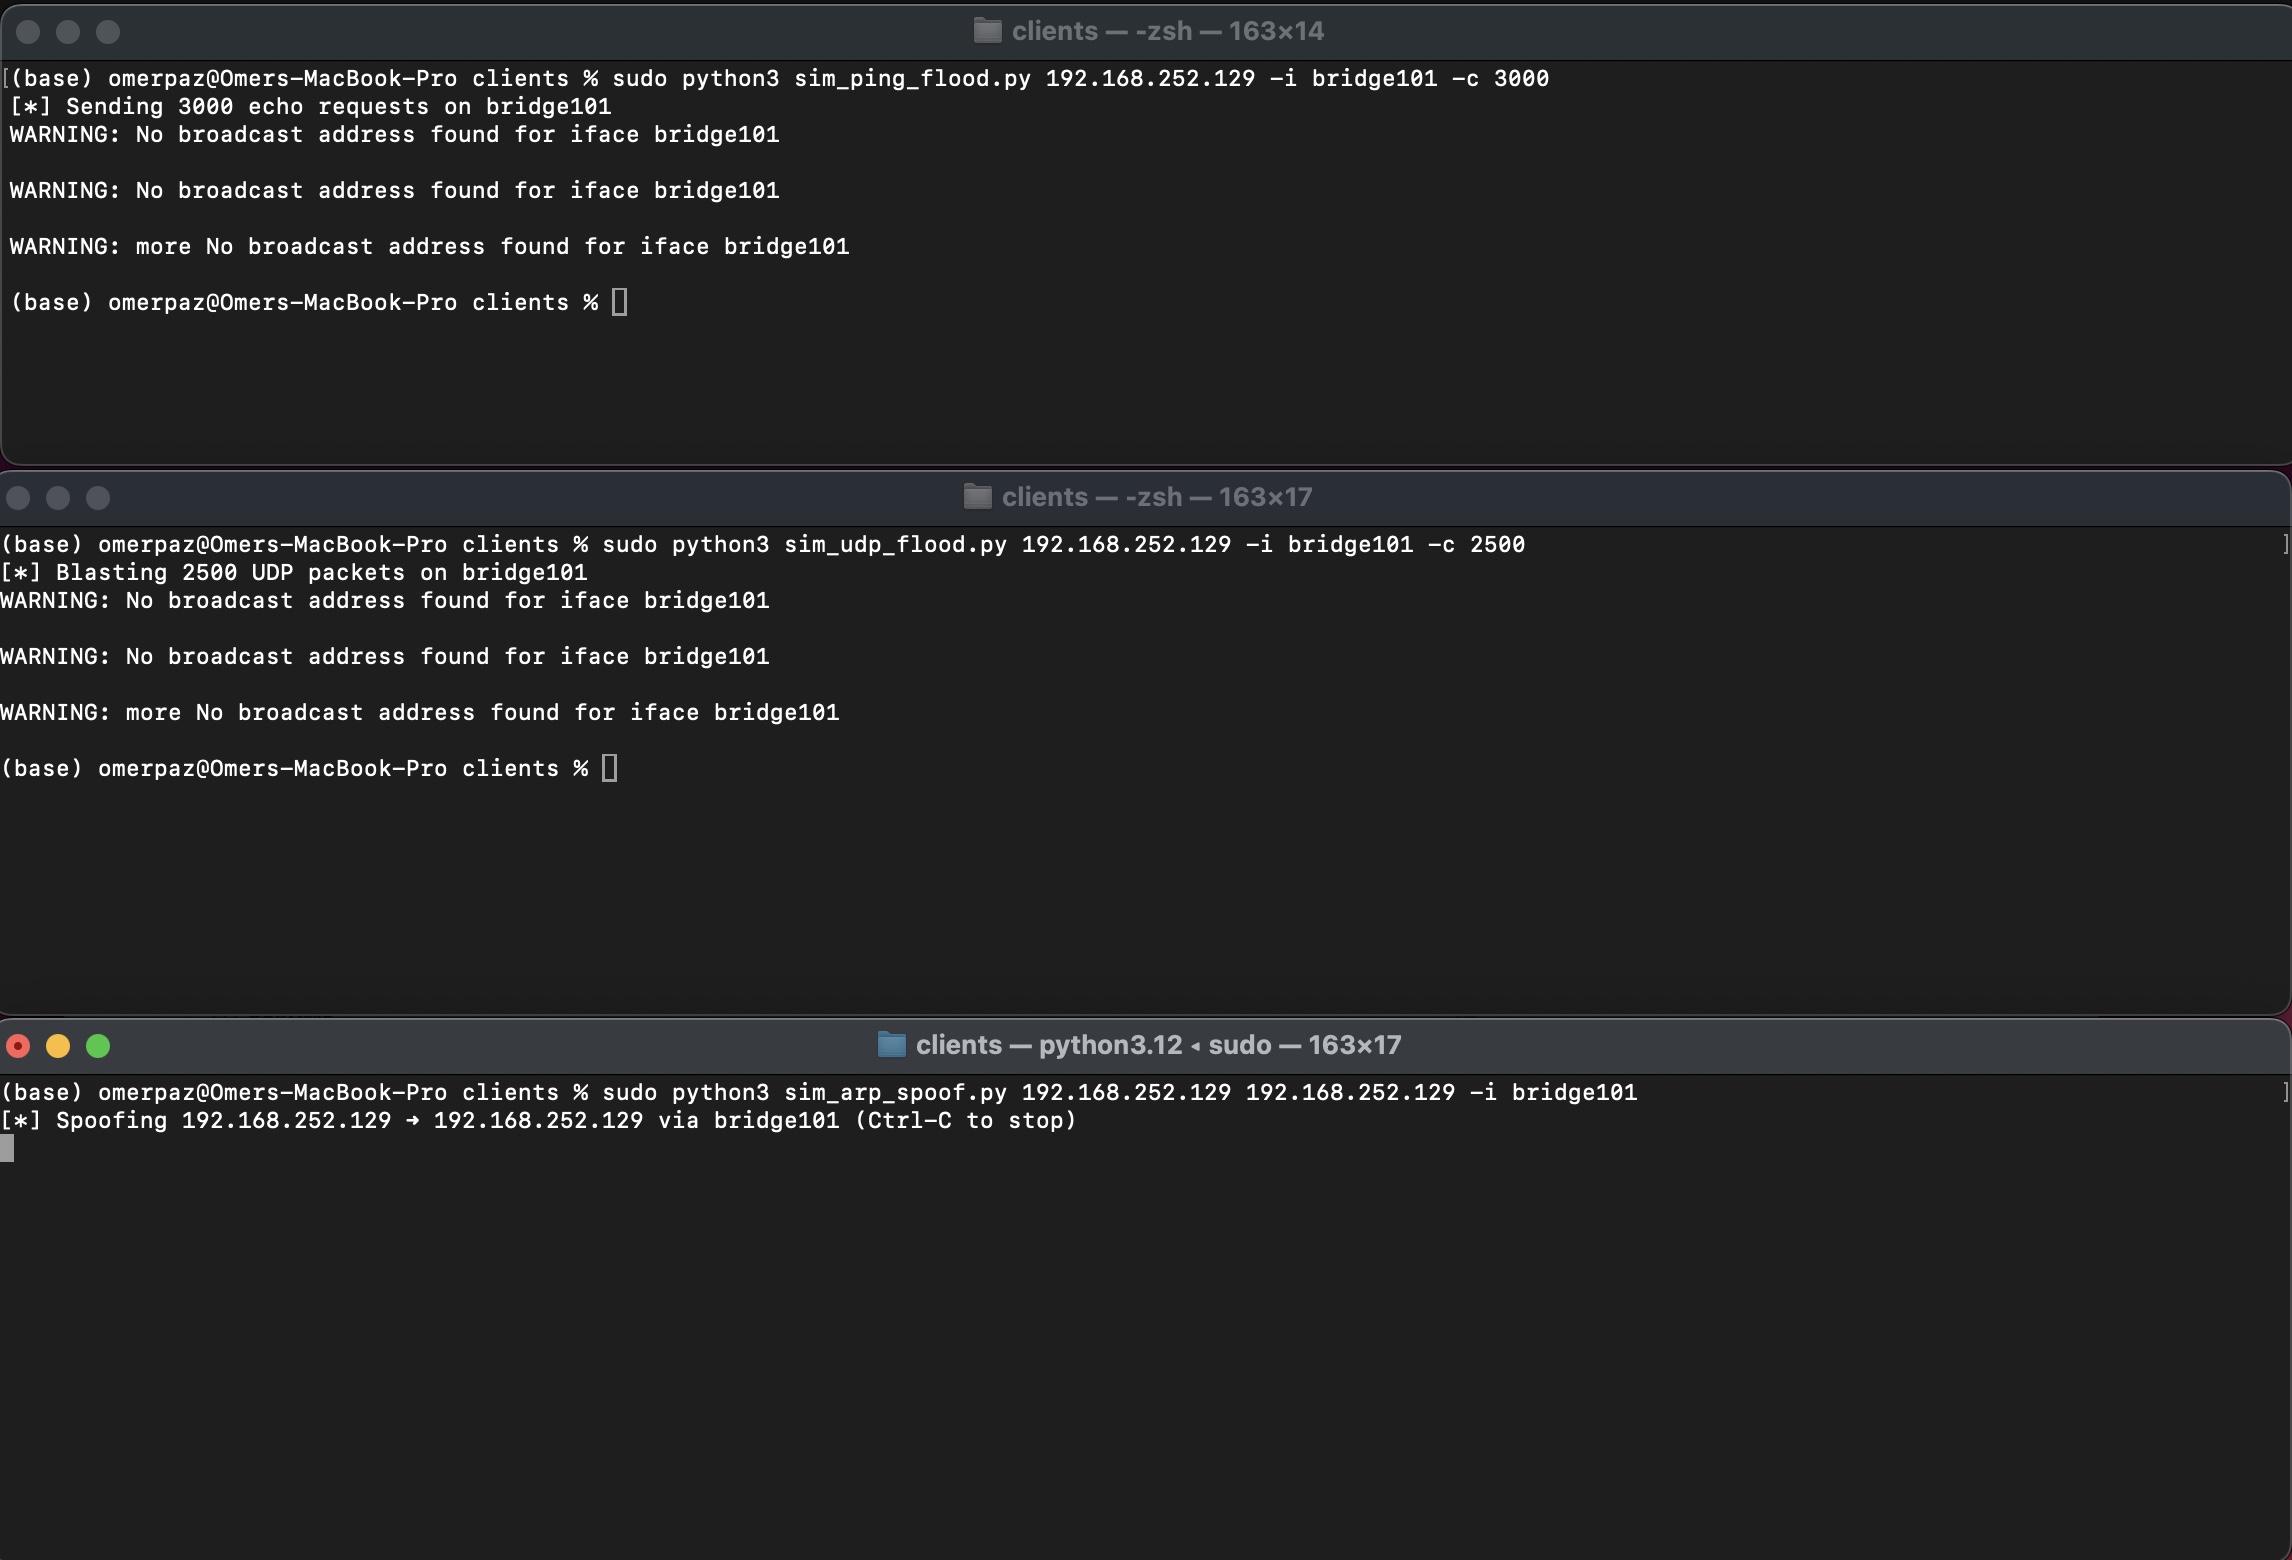 clients — -zsh — 163×14
[(base) omerpaz@Omers-MacBook-Pro clients % sudo python3 sim_ping_flood.py 192.168.252.129 -i bridge101 -c 3000
[*] Sending 3000 echo requests on bridge101
WARNING: No broadcast address found for iface bridge101
WARNING: No broadcast address found for iface bridge101
WARNING: more No broadcast address found for iface bridge101
(base) omerpaz@Omers-MacBook-Pro clients %
clients — -zsh — 163×17
(base) omerpaz@Omers-MacBook-Pro clients % sudo python3 sim_udp_flood.py 192.168.252.129 -i bridge101 -c 2500 ]
[*] Blasting 2500 UDP packets on bridge101
WARNING: No broadcast address found for iface bridge101
WARNING: No broadcast address found for iface bridge101
WARNING: more No broadcast address found for iface bridge101
(base) omerpaz@Omers-MacBook-Pro clients %
clients — python3.12 ◂ sudo — 163×17
(base) omerpaz@Omers-MacBook-Pro clients % sudo python3 sim_arp_spoof.py 192.168.252.129 192.168.252.129 -i bridge101 ]
[*] Spoofing 192.168.252.129 → 192.168.252.129 via bridge101 (Ctrl-C to stop)